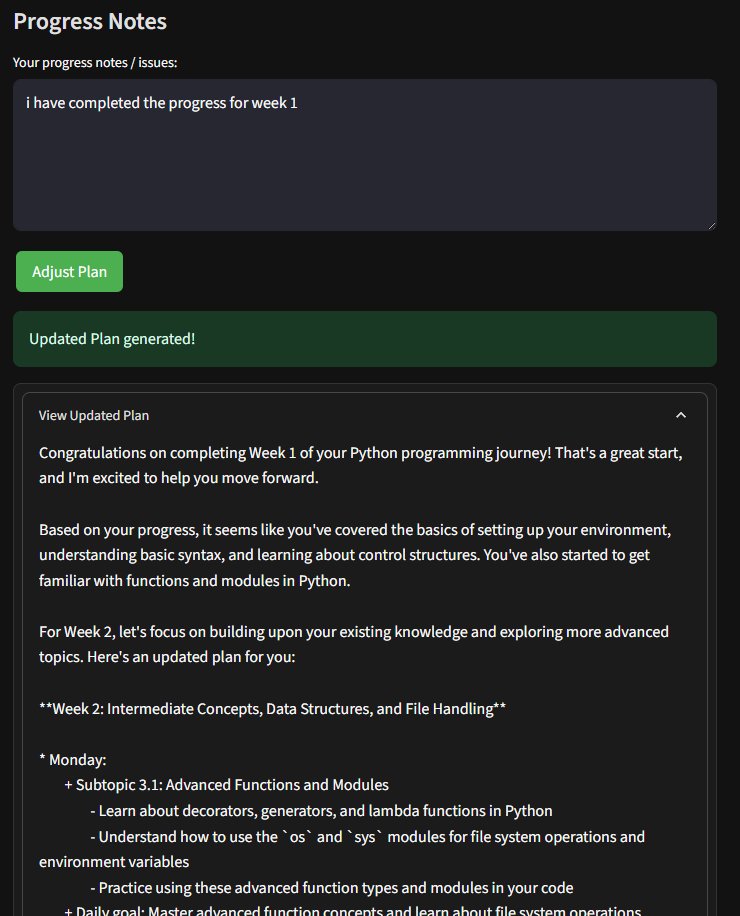 Progress Notes
Your progress notes / issues:
i have completed the progress for week 1
Adjust Plan
Updated Plan generated!
View Updated Plan
Congratulations on completing Week 1 of your Python programming journey! That's a great start,
and I'm excited to help you move forward.
Based on your progress, it seems like you've covered the basics of setting up your environment,
understanding basic syntax, and learning about control structures. You've also started to get
familiar with functions and modules in Python.
For Week 2, let's focus on building upon your existing knowledge and exploring more advanced
topics. Here's an updated plan for you:
**Week 2: Intermediate Concepts, Data Structures, and File Handling**
* Monday:
+ Subtopic 3.1: Advanced Functions and Modules
- Learn about decorators, generators, and lambda functions in Python
- Understand how to use the `os` and `sys` modules for file system operations and
environment variables
- Practice using these advanced function types and modules in your code
+ Daily goal: Master advanced function concepts and learn about file system operations